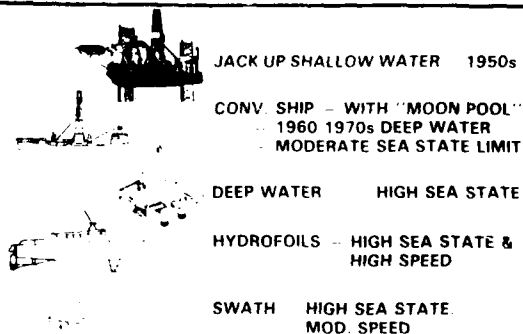 JACK UP SHALLOW WATER 1950s
CONV. SHIP - WITH "MOON POOL"
- 1960 1970s DEEP WATER
- MODERATE SEA STATE LIMIT
DEEP WATER HIGH SEA STATE
HYDROFOILS - HIGH SEA STATE &
HIGH SPEED
SWATH HIGH SEA STATE.
MOD. SPEED